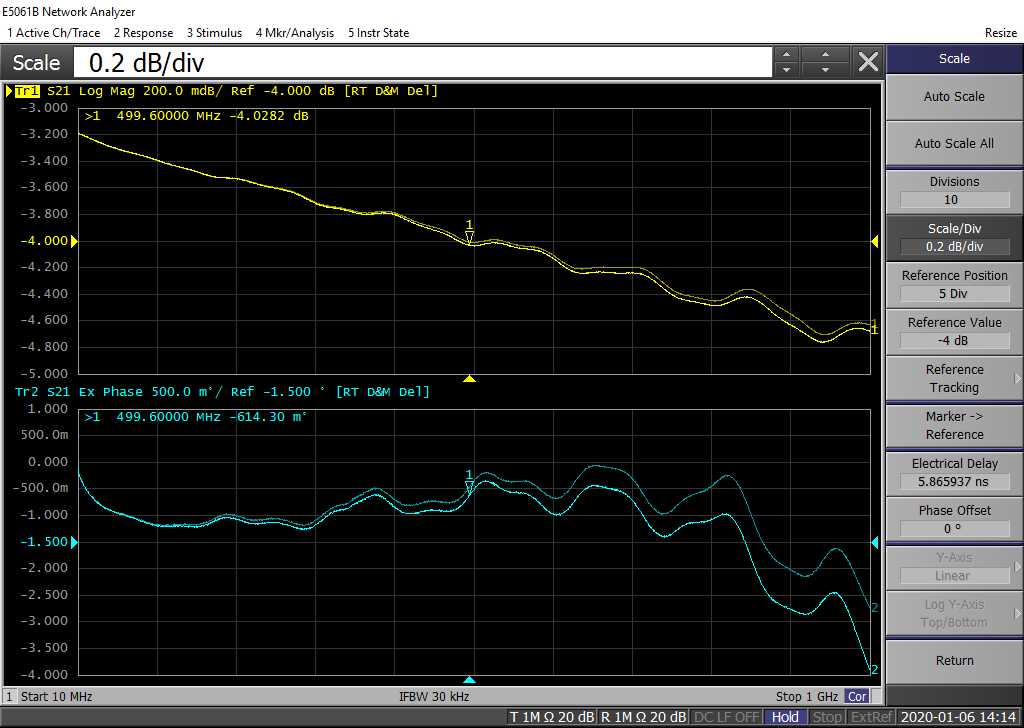 E5061B Network Analyzer
1 Active Ch/Trace 2 Response 3 Stimulus 4 Mkr/Analysis 5 Instr State Resize
Scale 0.2 dB/div Scale
Tr1 S21 Log Mag 200.0 mdB/ Ref -4.000 dB [RT D&M Del]
Auto Scale
-3.000
>1 499.60000 MHz -4.0282 dB
-3.200
Auto Scale All
-3.400
-3.600
Divisions
10
-3.800
1
Scale/Div
-4.000
0.2 dB/div
-4.200
Reference Position
-4.400
5 Div
-4.600
Reference Value
1
1
-4.800
-4 dB
-5.000
Reference
Tracking
Tr2 S21 Ex Phase 500.0 m°/ Ref -1.500 ° [RT D&M Del]
1.000
>1 499.60000 MHz -614.30 m°
Marker ->
Reference
500.0m
0.000
Electrical Delay
1
5.865937 ns
-500.0m
-1.000
Phase Offset
0 °
-1.500
Y-Axis
-2.000
Linear
-2.500
Log Y-Axis
2
Top/Bottom
-3.000
-3.500
Return
2
-4.000
1 Start 10 MHz IFBW 30 kHz Stop 1 GHz Cor
T 1M Ω 20 dB R 1M Ω 20 dB DC LF OFF Hold Stop ExtRef 2020-01-06 14:14